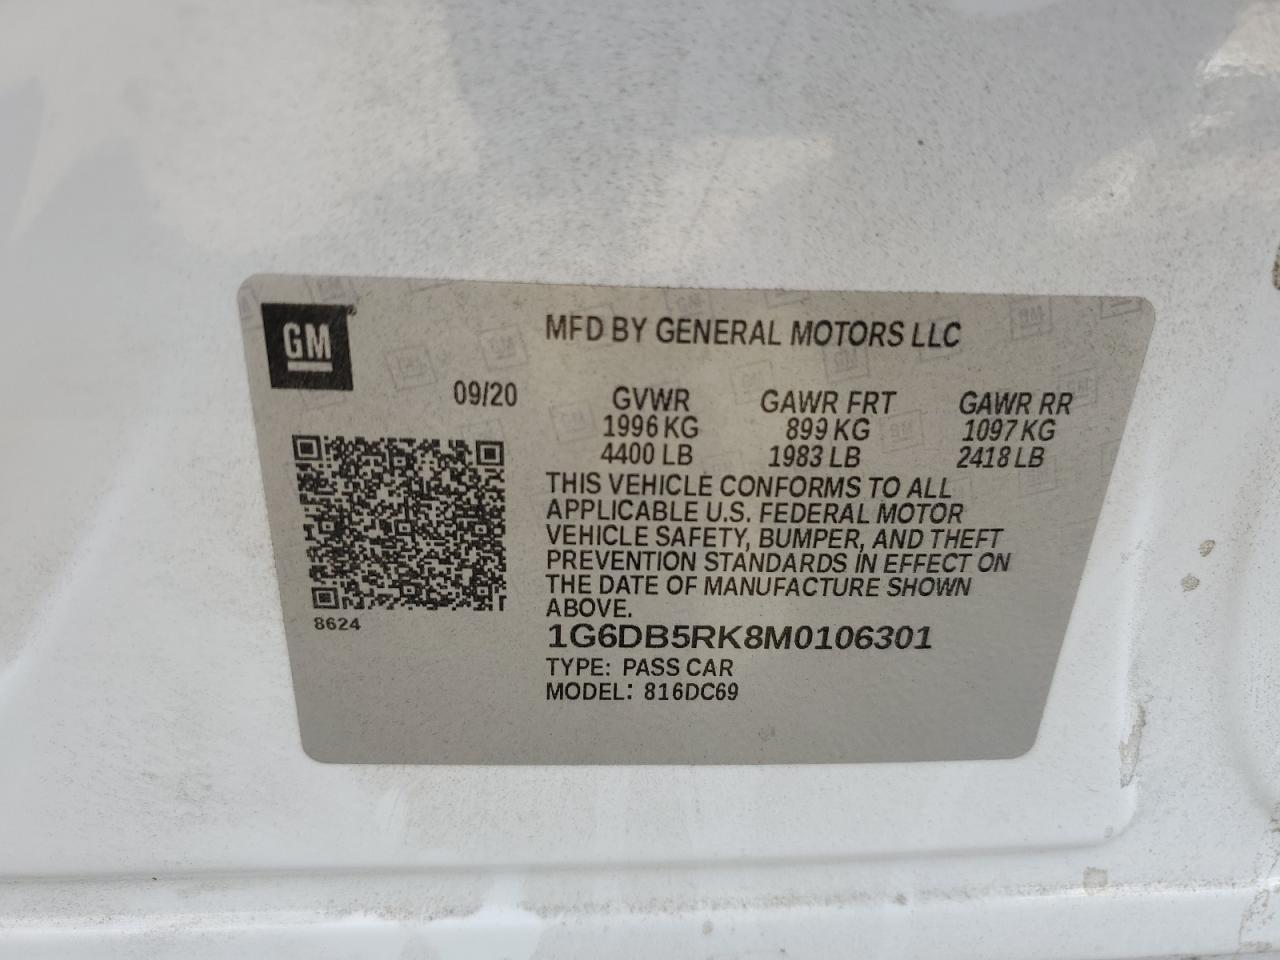 GM
MFD BY GENERAL MOTORS LLC
09/20
GVWR GAWR FRT GAWR RR
1996 KG 899 KG 1097 KG
4400 LB 1983 LB 2418 LB
THIS VEHICLE CONFORMS TO ALL
APPLICABLE U.S. FEDERAL MOTOR
VEHICLE SAFETY, BUMPER, AND THEFT
PREVENTION STANDARDS IN EFFECT ON
THE DATE OF MANUFACTURE SHOWN
ABOVE.
8624
1G6DB5RK8M0106301
TYPE: PASS CAR
MODEL: 816DC69